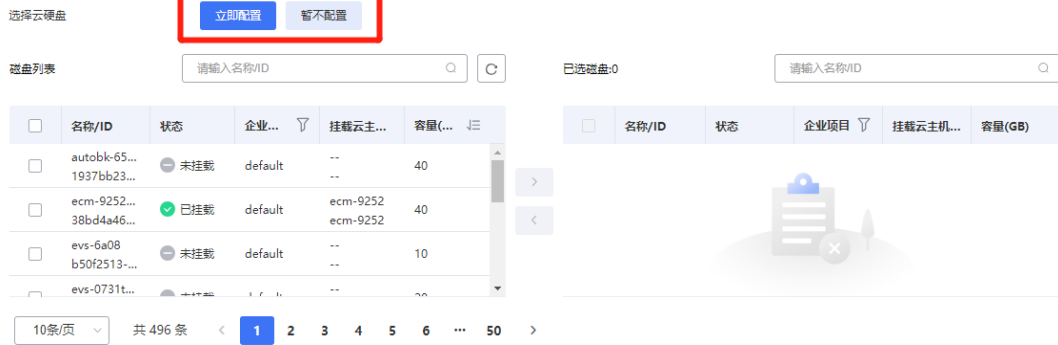 选择云硬盘 立即配置 暂不配置
磁盘列表 请输入名称/ID 已选磁盘:0 请输入名称/ID
名称/ID 状态 企业... 挂载云主... 容量(... 名称/ID 状态 企业项目 挂载云主机... 容量(GB)
autobk-65...
1937bb23... 未挂载 default -- -- 40
ecm-9252...
38bd4a46... 已挂载 default ecm-9252 ecm-9252 40
evs-6a08
b50f2513-... 未挂载 default -- -- 10
evs-0731t... --
10条/页 共 496 条 < 1 2 3 4 5 6 ... 50 >